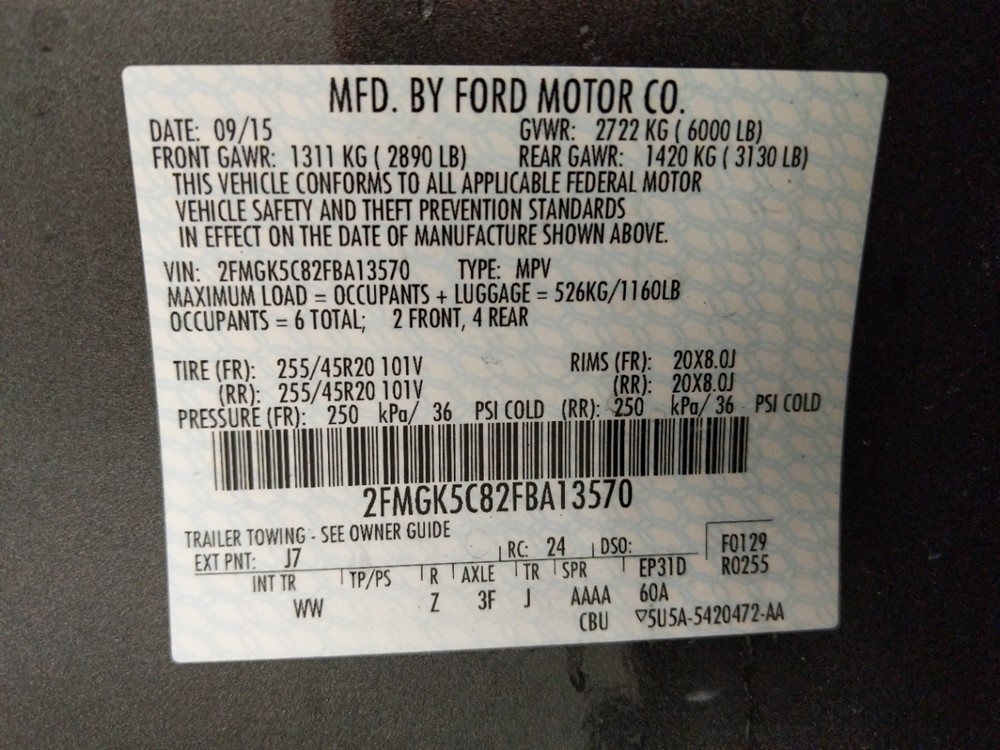 MFD. BY FORD MOTOR CO.
DATE: 09/15 GVWR: 2722 KG ( 6000 LB)
FRONT GAWR: 1311 KG ( 2890 LB) REAR GAWR: 1420 KG ( 3130 LB)
THIS VEHICLE CONFORMS TO ALL APPLICABLE FEDERAL MOTOR
VEHICLE SAFETY AND THEFT PREVENTION STANDARDS
IN EFFECT ON THE DATE OF MANUFACTURE SHOWN ABOVE.
VIN: 2FMGK5C82FBA13570 TYPE: MPV
MAXIMUM LOAD = OCCUPANTS + LUGGAGE = 526KG/1160LB
OCCUPANTS = 6 TOTAL; 2 FRONT, 4 REAR
TIRE (FR): 255/45R20 101V RIMS (FR): 20X8.0J
(RR): 255/45R20 101V (RR): 20X8.0J
PRESSURE (FR): 250 kPa/ 36 PSI COLD (RR): 250 kPa/ 36 PSI COLD
2FMGK5C82FBA13570
TRAILER TOWING - SEE OWNER GUIDE
EXT PNT: J7 RC: 24 DSO: F0129
INT TR TP/PS R AXLE TR SPR EP31D R0255
WW Z 3F J AAAA 60A
CBU ▽5U5A-5420472-AA